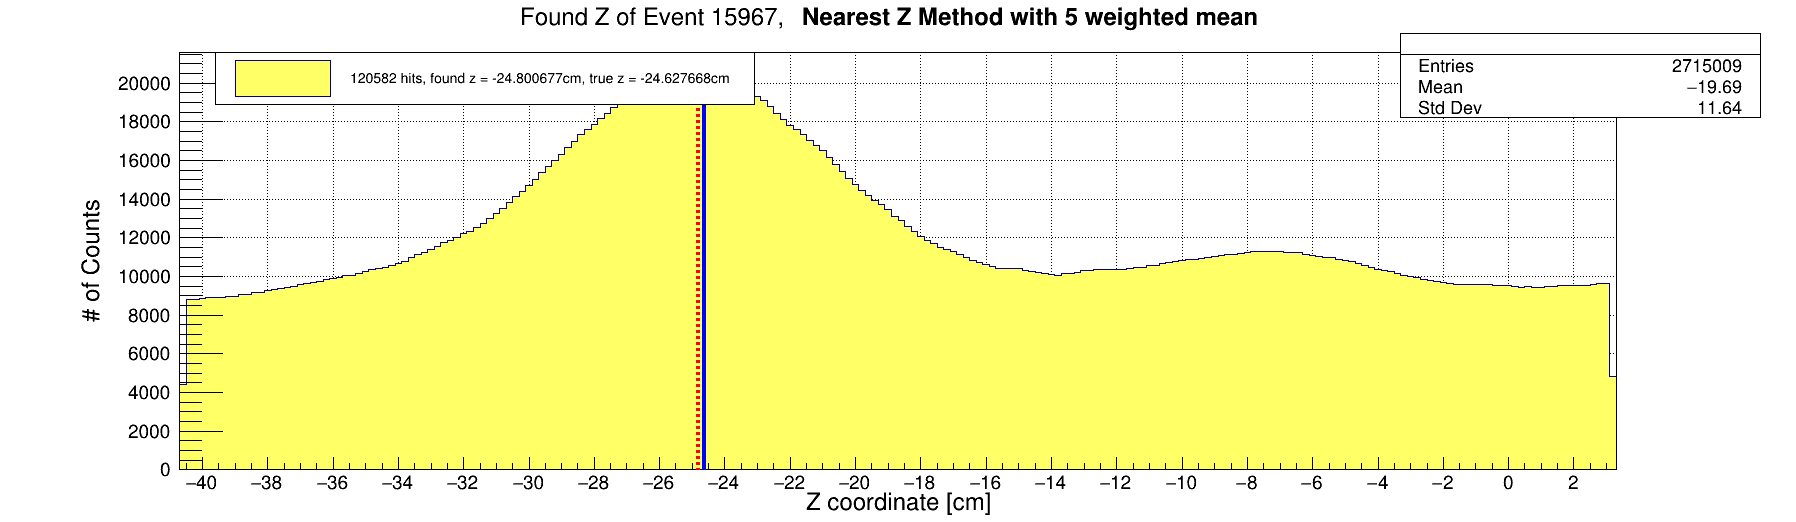 Found Z of Event 15967, Nearest Z Method with 5 weighted mean
120582 hits, found z = -24.800677cm, true z = -24.627668cm
Entries 2715009
Mean −19.69
Std Dev 11.64
# of Counts
20000
18000
16000
14000
12000
10000
8000
6000
4000
2000
0
−40 −38 −36 −34 −32 −30 −28 −26 −24 −22 −20 −18 −16 −14 −12 −10 −8 −6 −4 −2 0 2
Z coordinate [cm]